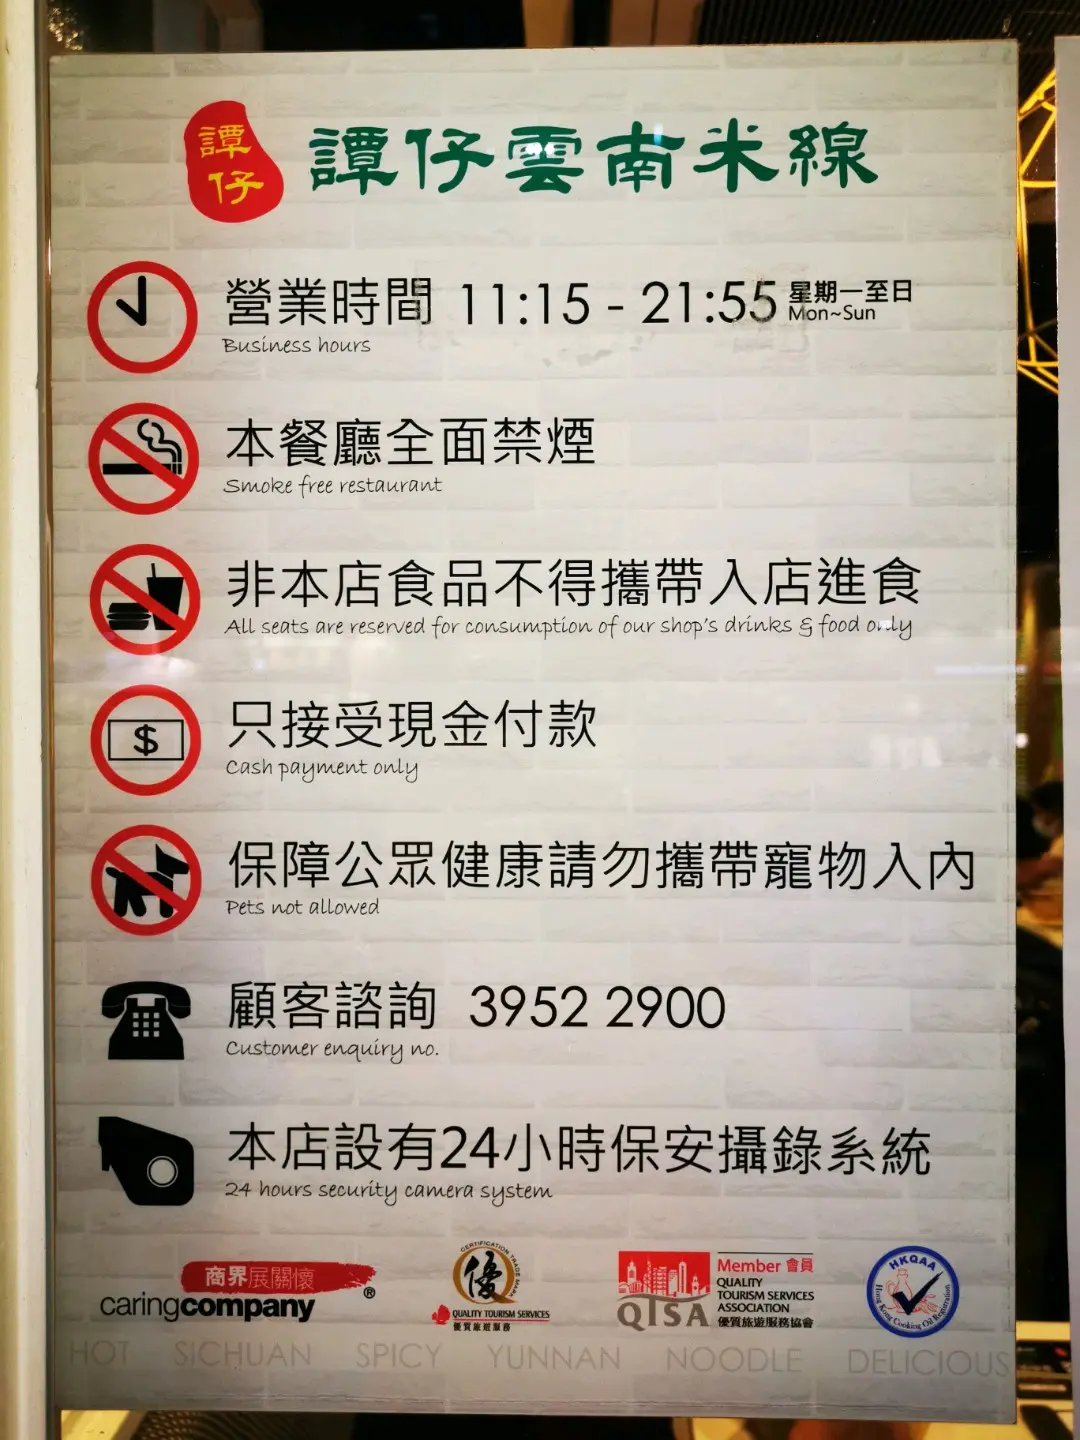 譚仔
譚仔雲南米線
營業時間 11:15 - 21:55 星期一至日
Mon~Sun
Business hours
本餐廳全面禁煙
Smoke free restaurant
非本店食品不得攜帶入店進食
All seats are reserved for consumption of our shop's drinks & food only
$
只接受現金付款
Cash payment only
保障公眾健康請勿攜帶寵物入內
Pets not allowed
顧客諮詢 3952 2900
Customer enquiry no.
本店設有24小時保安攝錄系統
24 hours security camera system
商界展關懷
caringcompany®
CERTIFICATION TRADE MARK
優
QUALITY TOURISM SERVICES
優質旅遊服務
QTSA
Member 會員
QUALITY
TOURISM SERVICES
ASSOCIATION
優質旅遊服務協會
HKQAA
Hong Kong Cooking Oil Registration
HOT SICHUAN SPICY YUNNAN NOODLE DELICIOUS